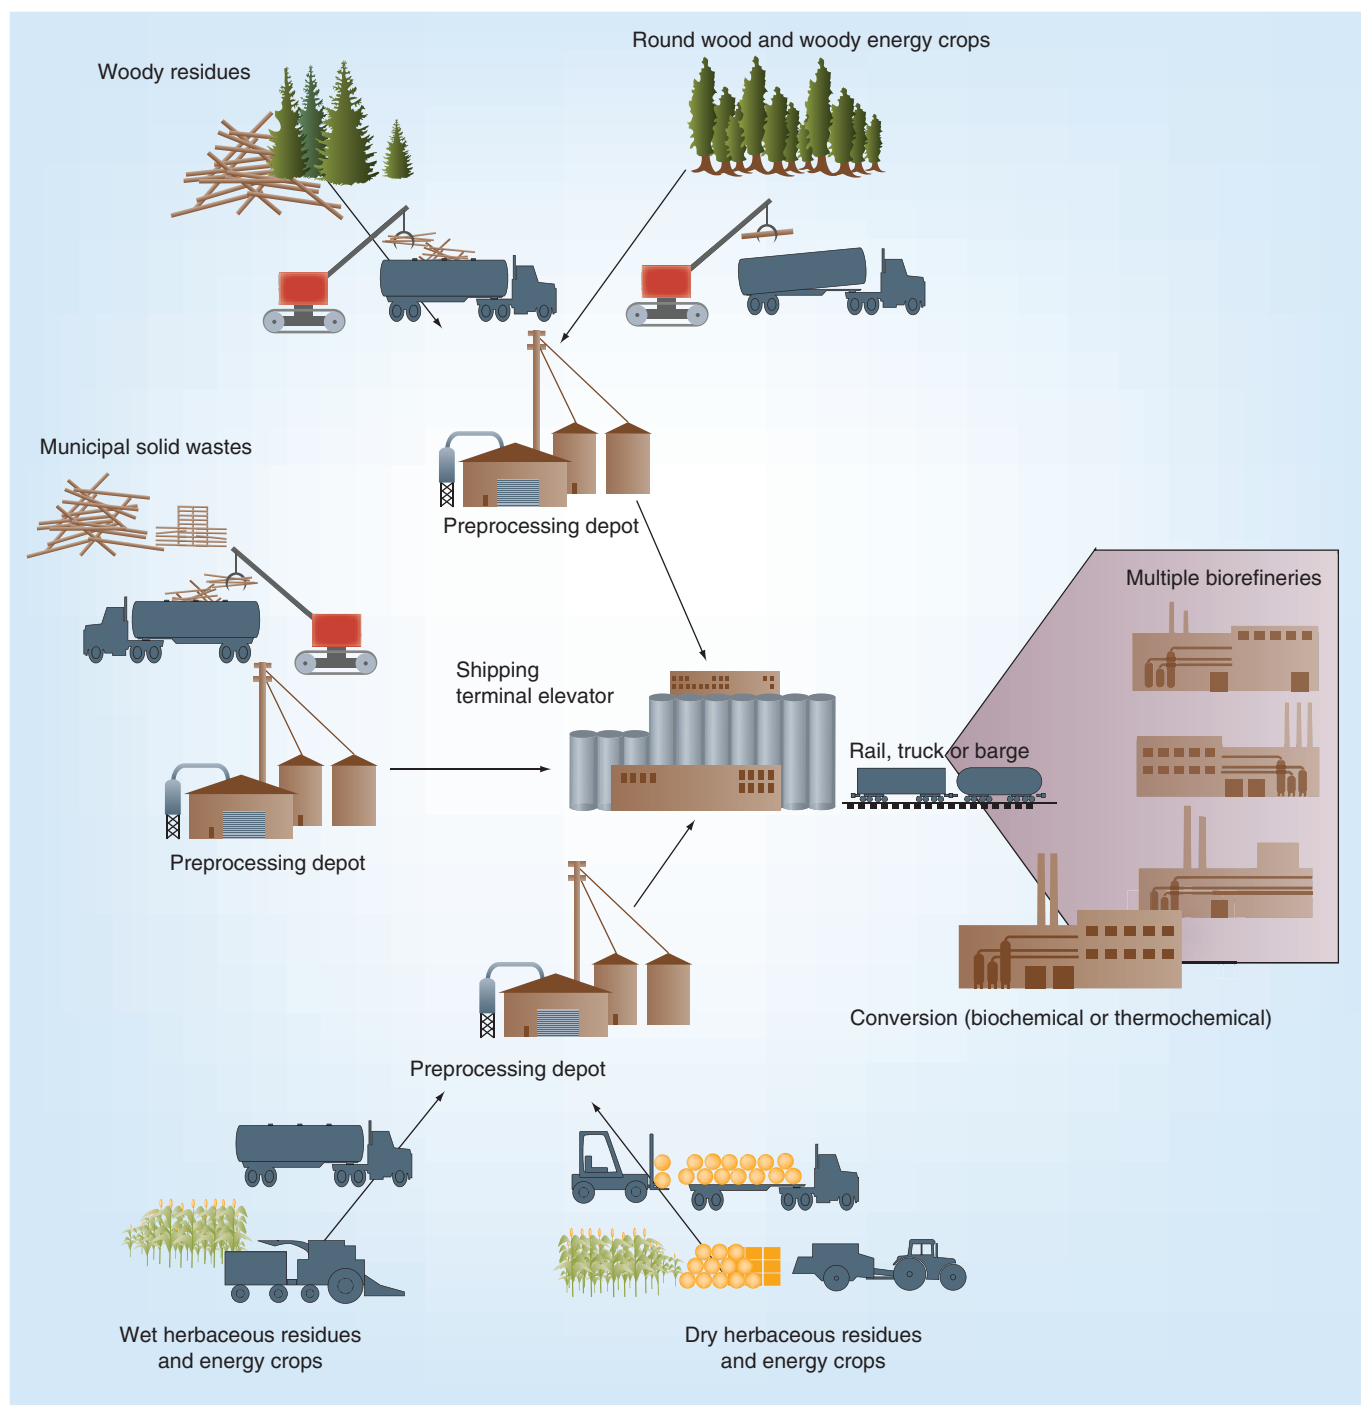 Round wood and woody energy crops
Woody residues
Municipal solid wastes
Preprocessing depot
Multiple biorefineries
Shipping
terminal elevator
Rail, truck or barge
Preprocessing depot
Conversion (biochemical or thermochemical)
Preprocessing depot
Wet herbaceous residues
and energy crops
Dry herbaceous residues
and energy crops